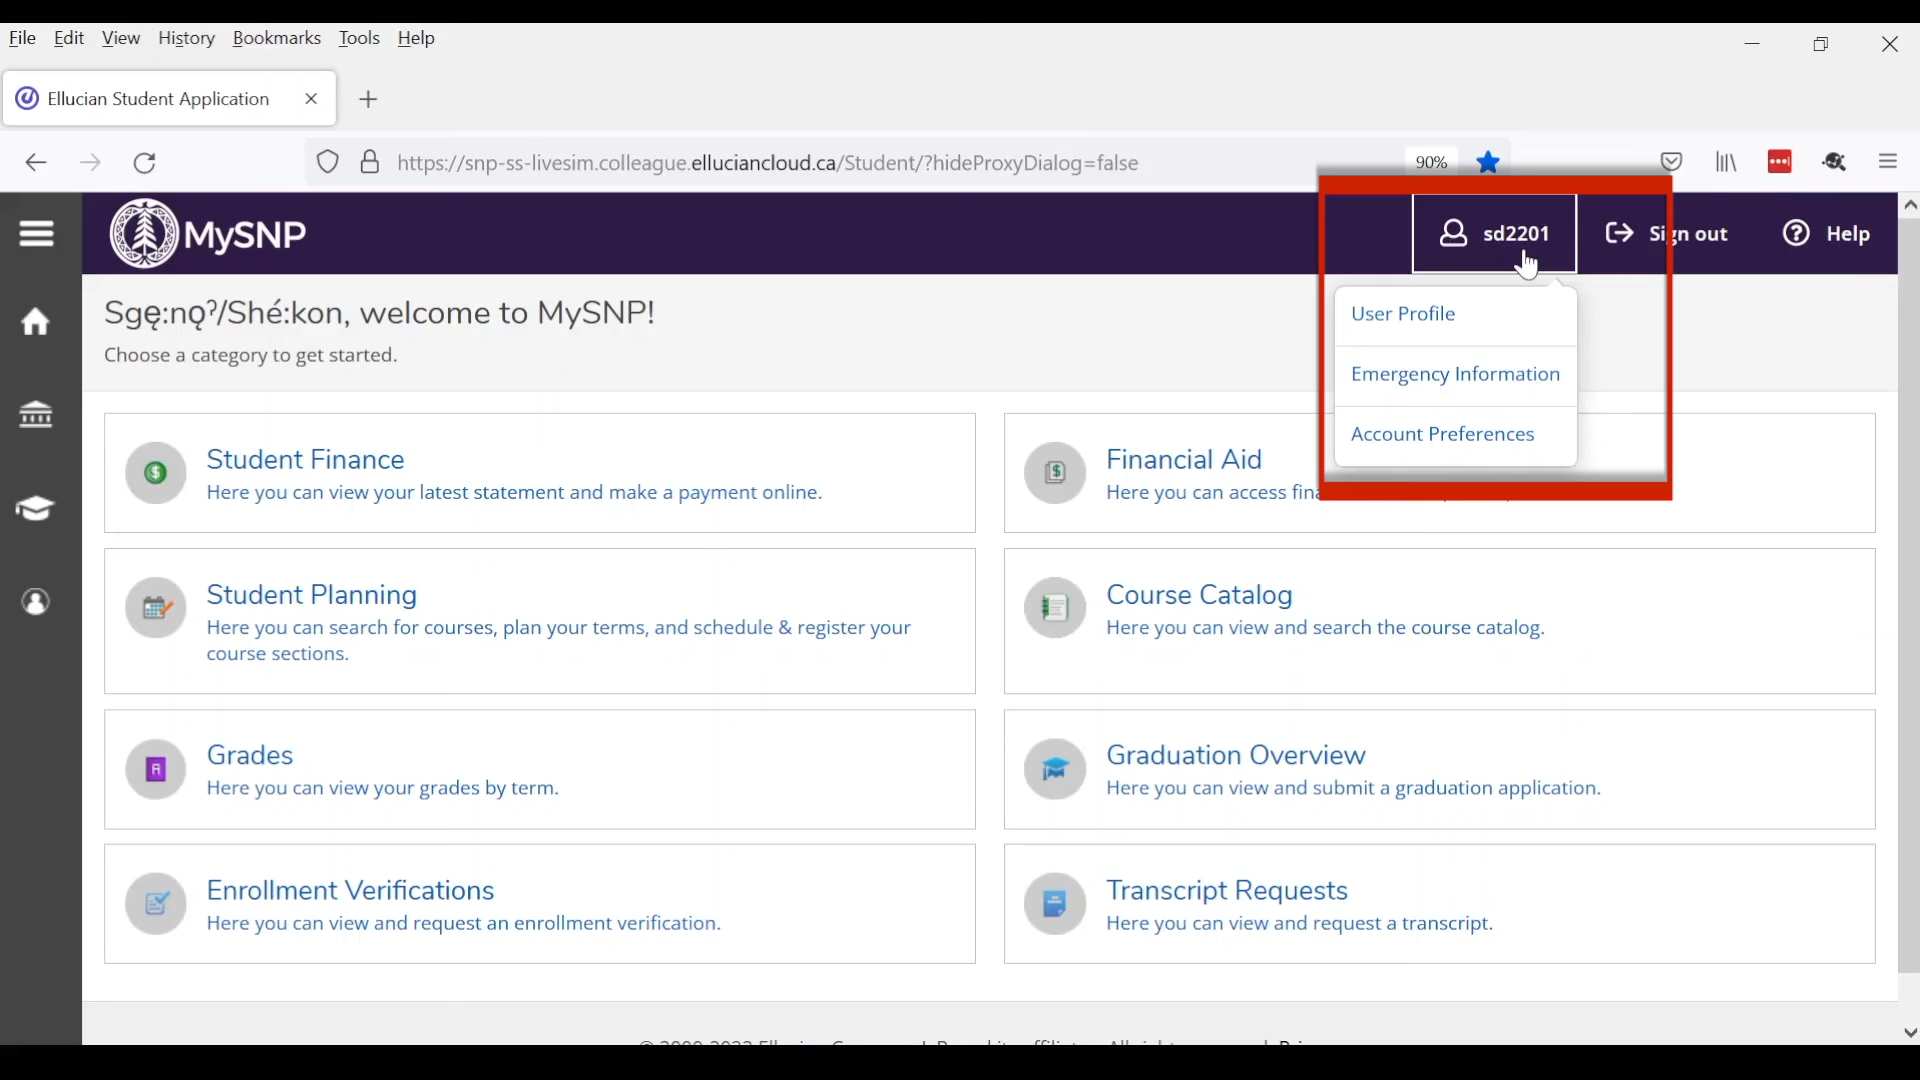 File Edit View History Bookmarks Tools Help
Ellucian Student Application
https://snp-ss-livesim.colleague.elluciancloud.ca/Student/?hideProxyDialog=false
90%
MySNP
sd2201
Sign out
Help
Sgę:nǫˀ/Shé:kon, welcome to MySNP!
Choose a category to get started.
User Profile
Emergency Information
Account Preferences
Student Finance
Here you can view your latest statement and make a payment online.
Financial Aid
Here you can access
Student Planning
Here you can search for courses, plan your terms, and schedule & register your
course sections.
Course Catalog
Here you can view and search the course catalog.
Grades
Here you can view your grades by term.
Graduation Overview
Here you can view and submit a graduation application.
Enrollment Verifications
Here you can view and request an enrollment verification.
Transcript Requests
Here you can view and request a transcript.